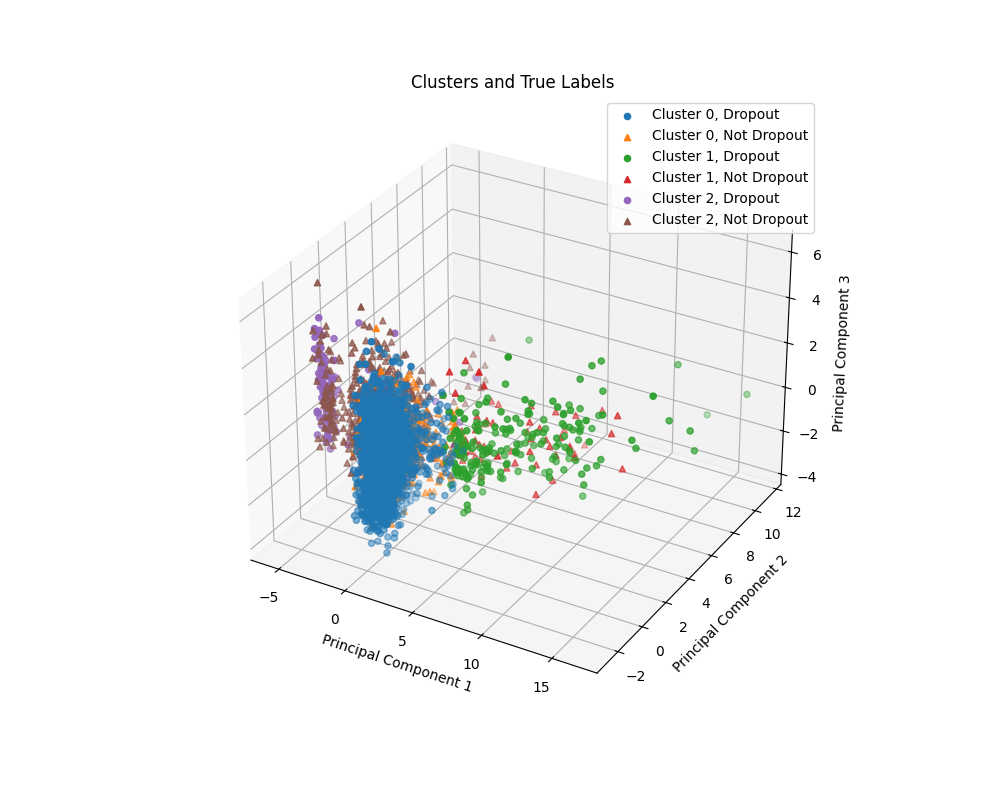 Clusters and True Labels
Cluster 0, Dropout
Cluster 0, Not Dropout
Cluster 1, Dropout
Cluster 1, Not Dropout
Cluster 2, Dropout
Cluster 2, Not Dropout
6
4
2
0
−2
−4
Principal Component 3
12
10
8
6
4
2
0
−2
Principal Component 2
−5
0
5
10
15
Principal Component 1